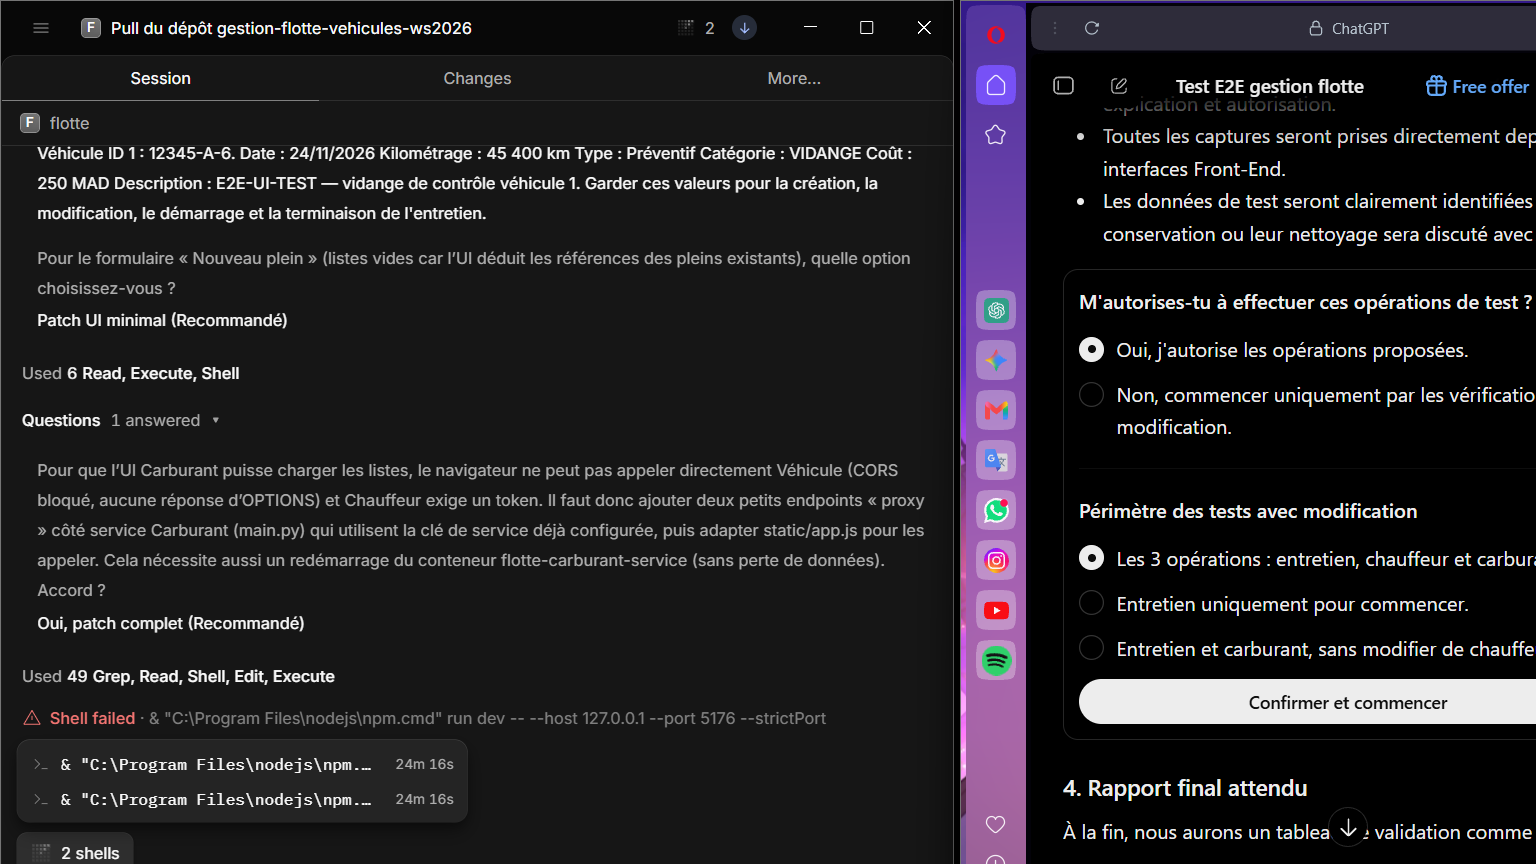 F Pull du dépôt gestion-flotte-vehicules-ws2026
2
Session
Changes
More...
F flotte
Véhicule ID 1 : 12345-A-6. Date : 24/11/2026 Kilométrage : 45 400 km Type : Préventif Catégorie : VIDANGE Coût :
250 MAD Description : E2E-UI-TEST — vidange de contrôle véhicule 1. Garder ces valeurs pour la création, la
modification, le démarrage et la terminaison de l'entretien.
Pour le formulaire « Nouveau plein » (listes vides car l’UI déduit les références des pleins existants), quelle option
choisissez-vous ?
Patch UI minimal (Recommandé)
Used 6 Read, Execute, Shell
Questions 1 answered
Pour que l’UI Carburant puisse charger les listes, le navigateur ne peut pas appeler directement Véhicule (CORS
bloqué, aucune réponse d’OPTIONS) et Chauffeur exige un token. Il faut donc ajouter deux petits endpoints « proxy
» côté service Carburant (main.py) qui utilisent la clé de service déjà configurée, puis adapter static/app.js pour les
appeler. Cela nécessite aussi un redémarrage du conteneur flotte-carburant-service (sans perte de données).
Accord ?
Oui, patch complet (Recommandé)
Used 49 Grep, Read, Shell, Edit, Execute
Shell failed · & "C:\Program Files\nodejs\npm.cmd" run dev -- --host 127.0.0.1 --port 5176 --strictPort
>_ & "C:\Program Files\nodejs\npm.… 24m 16s
>_ & "C:\Program Files\nodejs\npm.… 24m 16s
2 shells
ChatGPT
Test E2E gestion flotte
Free offer
explication et autorisation.
• Toutes les captures seront prises directement dep
interfaces Front-End.
• Les données de test seront clairement identifiées
conservation ou leur nettoyage sera discuté avec
M'autorises-tu à effectuer ces opérations de test ?
Oui, j'autorise les opérations proposées.
Non, commencer uniquement par les vérificatio
modification.
Périmètre des tests avec modification
Les 3 opérations : entretien, chauffeur et carbura
Entretien uniquement pour commencer.
Entretien et carburant, sans modifier de chauffe
Confirmer et commencer
4. Rapport final attendu
À la fin, nous aurons un tablea e validation comme